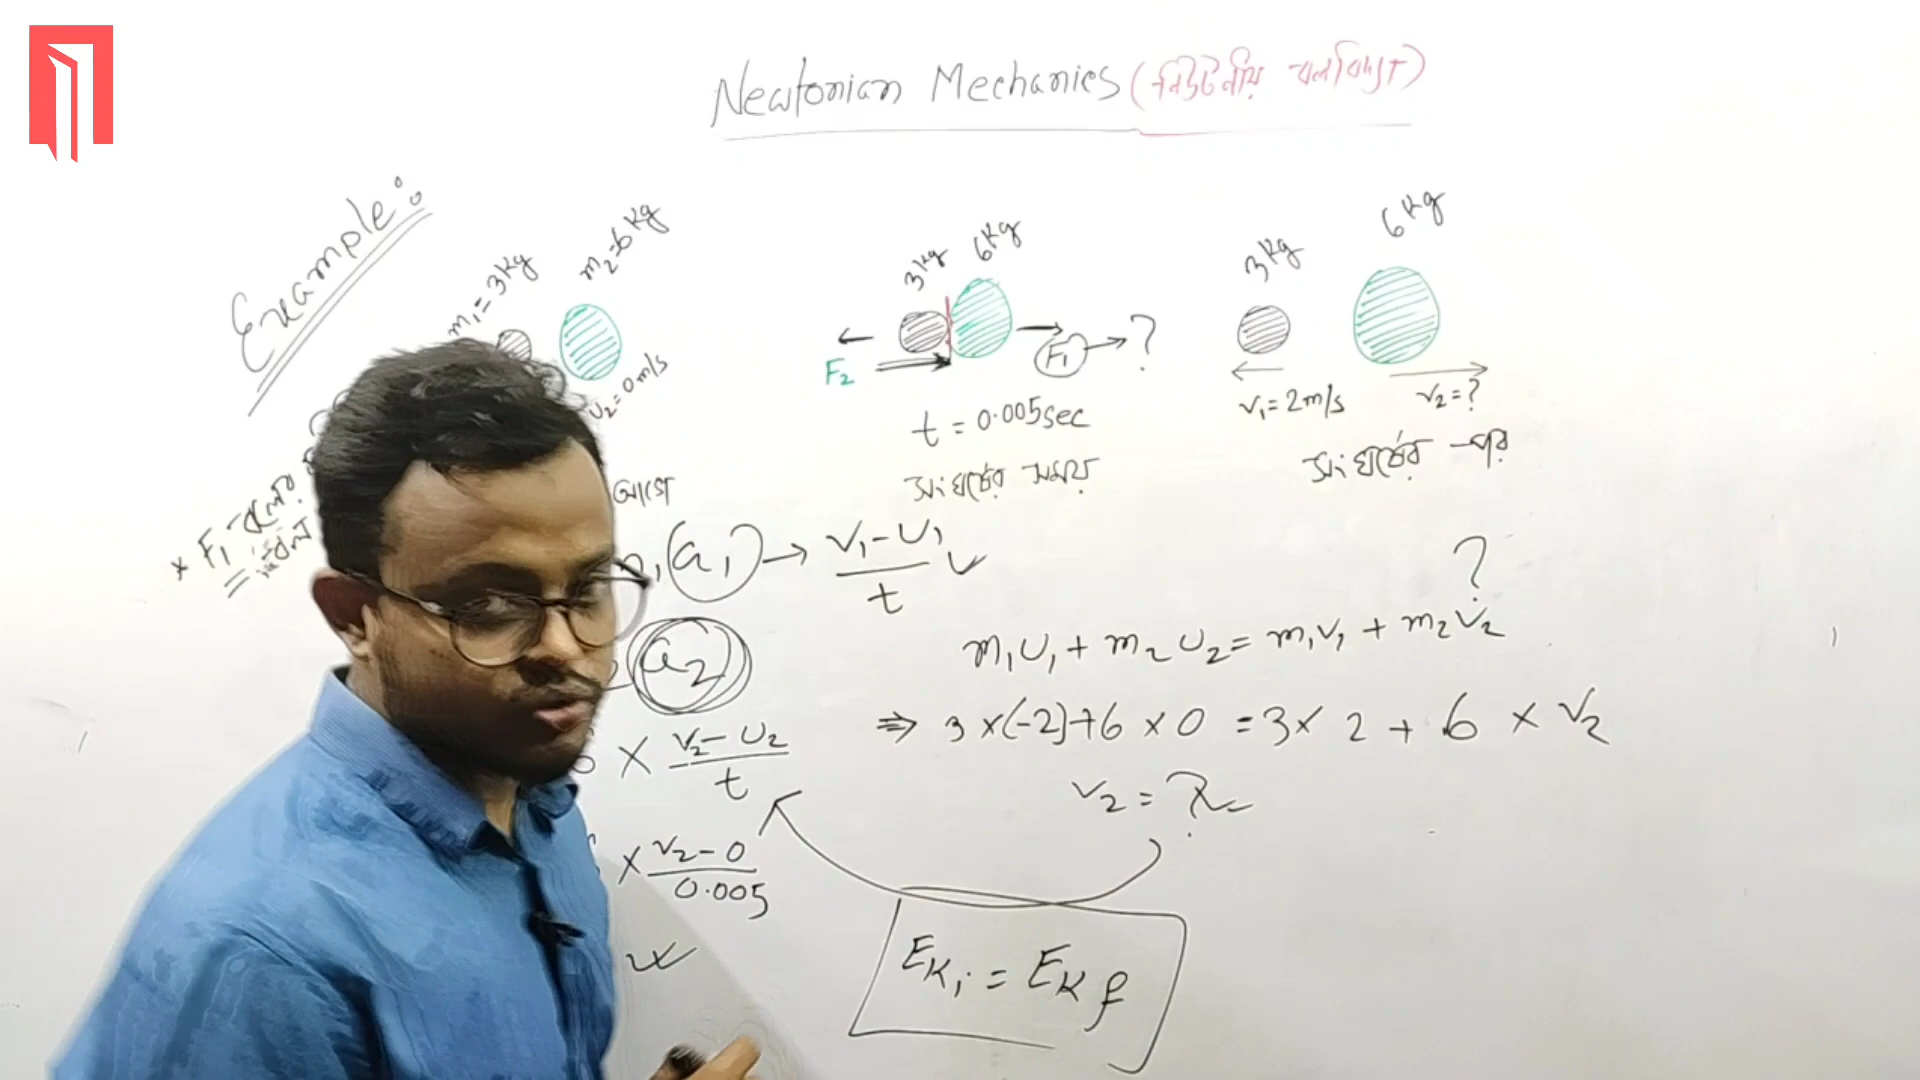 Newtonian Mechanics (নিউটনীয় বলবিদ্যা)
Example:
m₁ = 3kg
m₂ = 6kg
U₂ = 0m/s
আগে
3kg
6kg
F₂
F₁ → ?
t = 0.005sec
সংঘর্ষের সময়
3kg
6kg
V₁ = 2m/s
V₂ = ?
সংঘর্ষের পর
* F₁
(a₁) → V₁ - U₁ / t
a₂
× V₂ - U₂ / t
× V₂ - 0 / 0.005
?
m₁U₁ + m₂U₂ = m₁V₁ + m₂V₂
⇒ 3 × (-2) + 6 × 0 = 3 × 2 + 6 × V₂
V₂ = ?
E_Ki = E_Kf